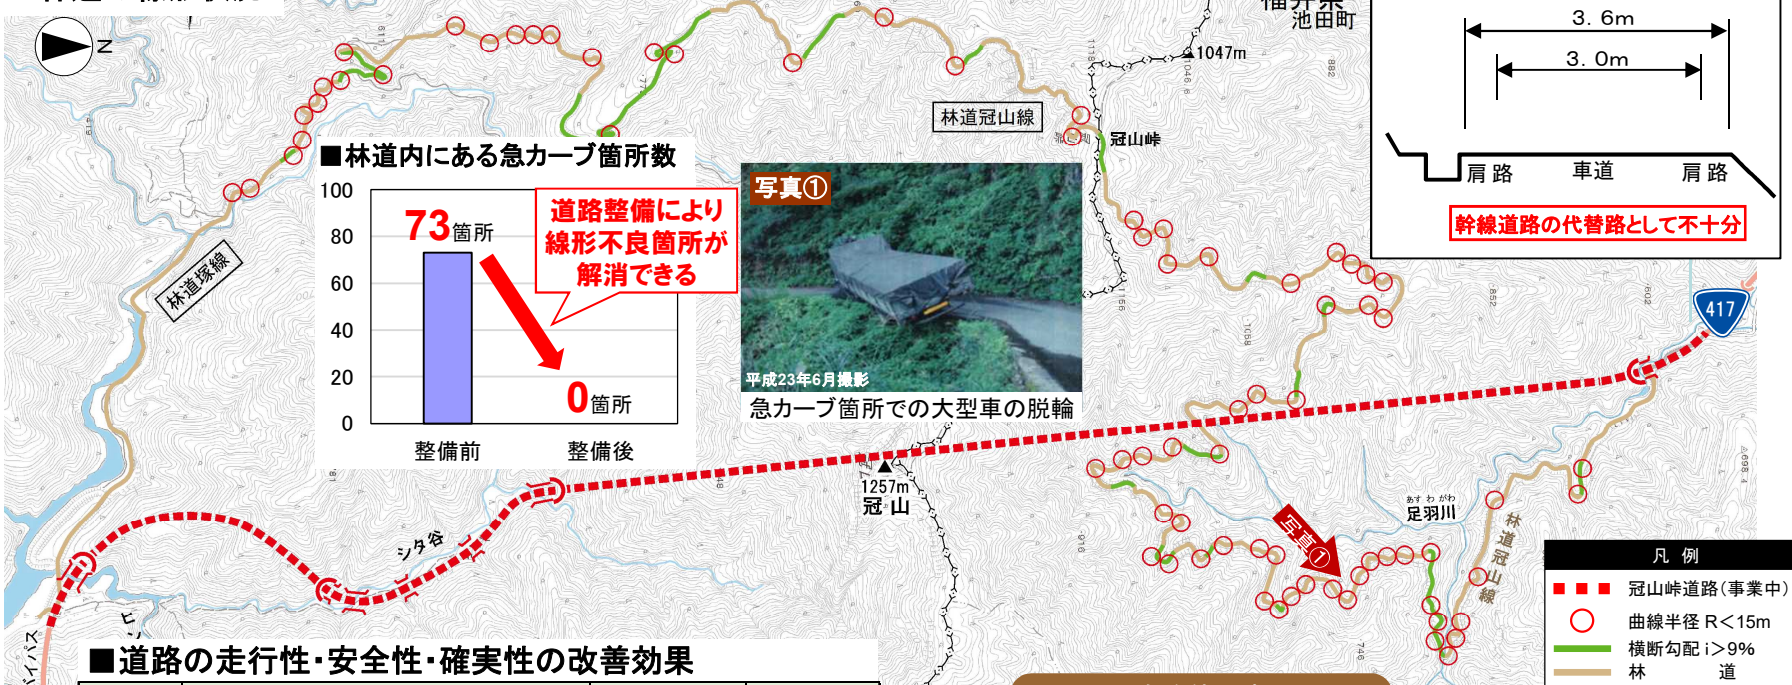 N
福井県
池田町
1047m
林道冠山線
冠山峠
3.6m
3.0m
肩路
車道
肩路
幹線道路の代替路として不十分
■林道内にある急カーブ箇所数
100
80
60
40
20
0
73箇所
0箇所
整備前
整備後
道路整備により
線形不良箇所が
解消できる
写真①
平成23年6月撮影
急カーブ箇所での大型車の脱輪
林道塚線
417
1257m
冠山
シタ谷
あすわがわ
足羽川
写真①
林道冠山線
凡例
冠山峠道路(事業中)
曲線半径 R<15m
横断勾配 i>9%
林道
■道路の走行性・安全性・確実性の改善効果